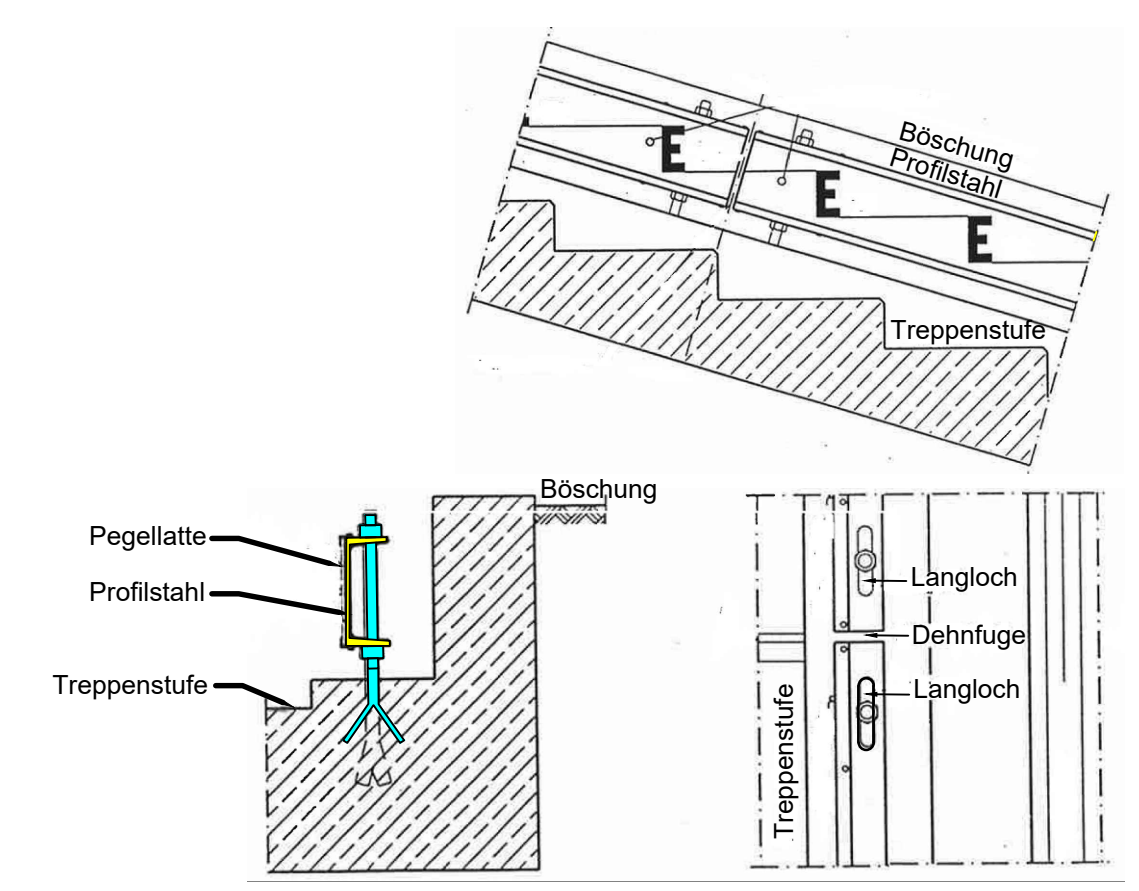 Böschung
Profilstahl
E
E
E
Treppenstufe
Böschung
Pegellatte
Profilstahl
Treppenstufe
Langloch
Dehnfuge
Langloch
Treppenstufe